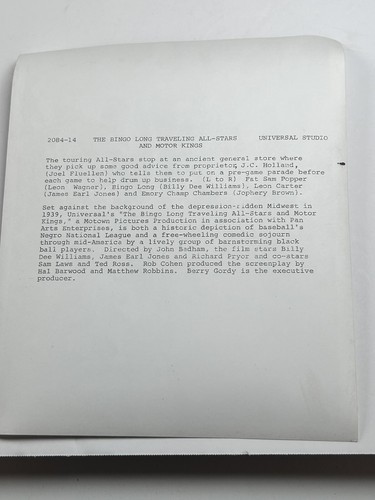 2084-14 THE BINGO LONG TRAVELING ALL-STARS UNIVERSAL STUDIO
AND MOTOR KINGS
The touring All-Stars stop at an ancient general store where
they pick up some good advice from proprietor, J.C. Holland,
(Joel Fluellen) who tells them to put on a pre-game parade before
each game to help drum up business. (L to R) Fat Sem Popper
(Leon Wagnar), Bingo Long (Billy Dee Williams), Leon Carter
(James Earl Jones) and Emory Champ Chambers (Jophery Brown).
Set against the background of the depression-ridden Midwest in
1939, Universal's "The Bingo Long Traveling All-Stars and Motor
Kings," a Motown Pictures Production in association with Pan
Arts Enterprises, is both a historic depiction of baseball's
Negro National League and a free-wheeling comedic sojourn
through mid-America by a lively group of barnstorming black
ball players. Directed by John Badham, the film stars Billy
Dee Williams, James Earl Jones and Richard Pryor and co-stars
Sam Laws and Ted Ross. Rob Cohen produced the screenplay by
Hal Barwood and Matthew Robbins. Berry Gordy is the executive
producer.